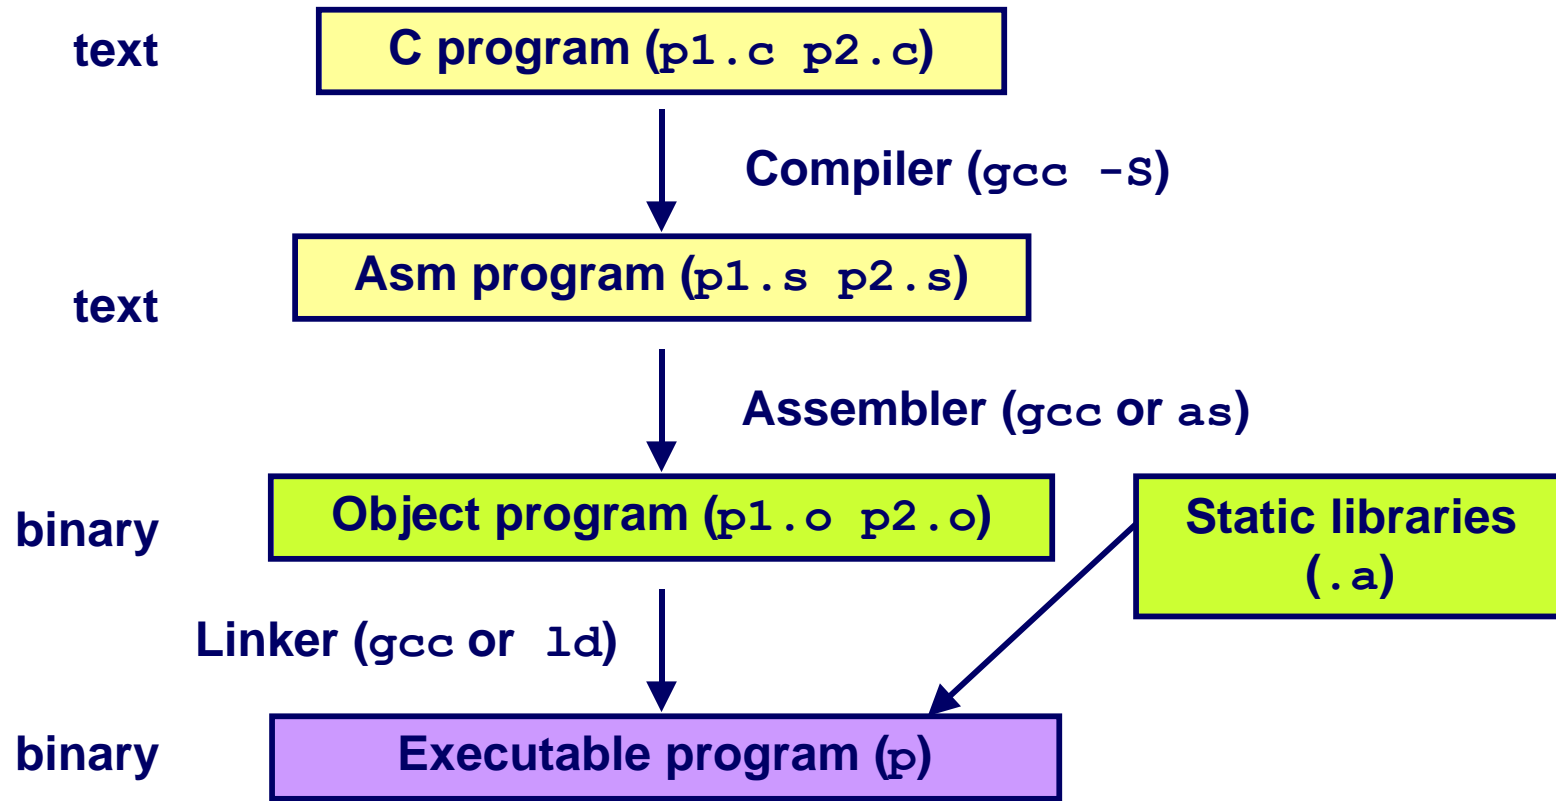 text
C program (p1.c p2.c)
Compiler (gcc -S)
text
Asm program (p1.s p2.s)
Assembler (gcc or as)
binary
Object program (p1.o p2.o)
Static libraries
(.a)
Linker (gcc or ld)
binary
Executable program (p)